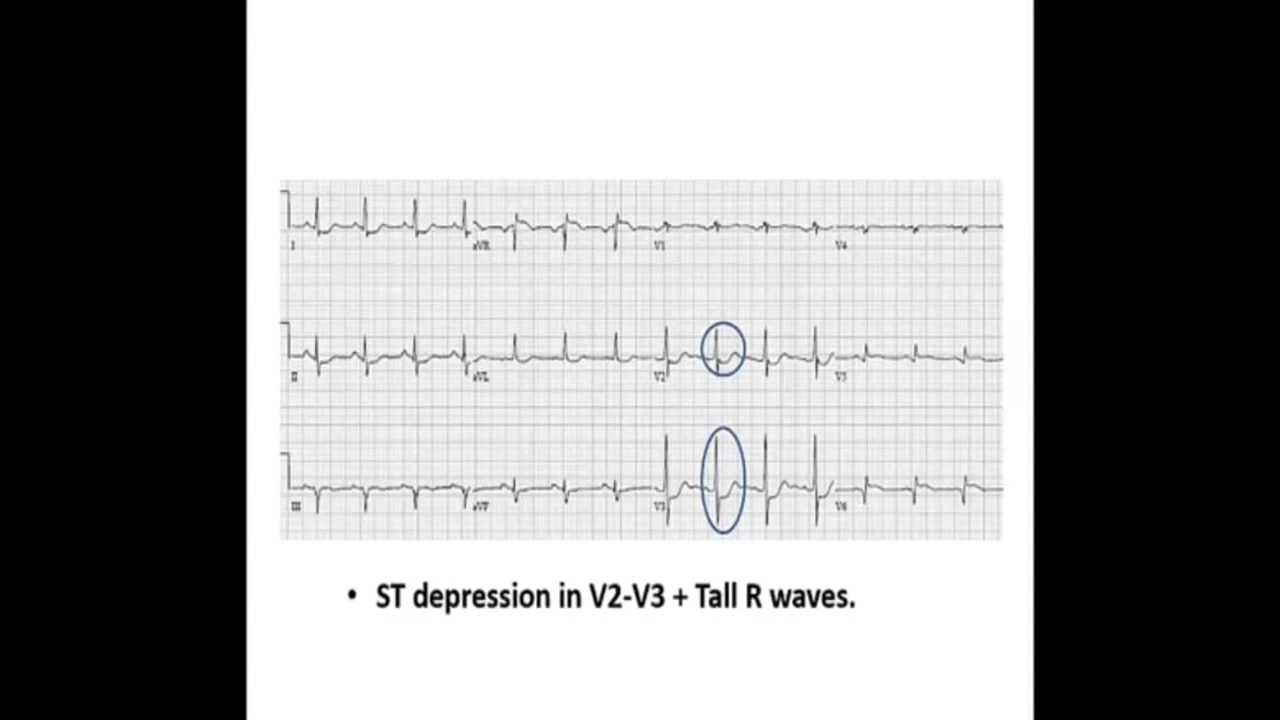 I aVR V1 V4
II aVL V2 V5
III aVF V3 V6
• ST depression in V2-V3 + Tall R waves.